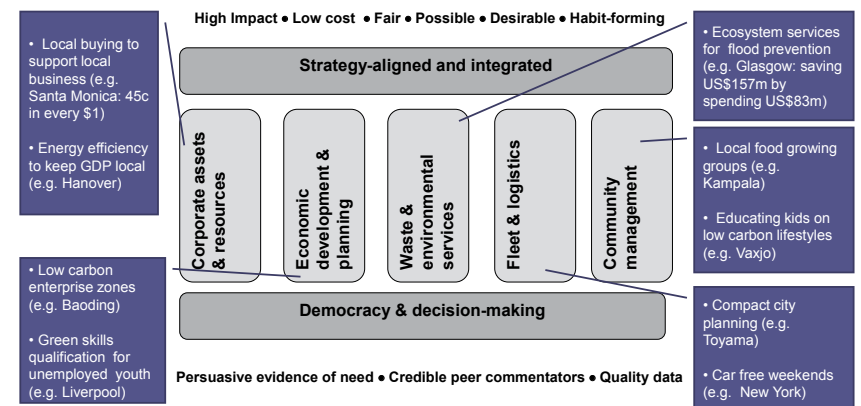 High Impact ● Low cost ● Fair ● Possible ● Desirable ● Habit-forming
• Local buying to
support local
business (e.g.
Santa Monica: 45c
in every $1)
• Energy efficiency
to keep GDP local
(e.g. Hanover)
Strategy-aligned and integrated
• Ecosystem services
for flood prevention
(e.g. Glasgow: saving
US$157m by
spending US$83m)
Corporate assets
& resources
Economic
development &
planning
Waste &
environmental
services
Fleet & logistics
Community
management
• Local food growing
groups (e.g.
Kampala)
• Educating kids on
low carbon lifestyles
(e.g. Vaxjo)
• Low carbon
enterprise zones
(e.g. Baoding)
• Green skills
qualification for
unemployed youth
(e.g. Liverpool)
Democracy & decision-making
• Compact city
planning (e.g.
Toyama)
• Car free weekends
(e.g. New York)
Persuasive evidence of need ● Credible peer commentators ● Quality data